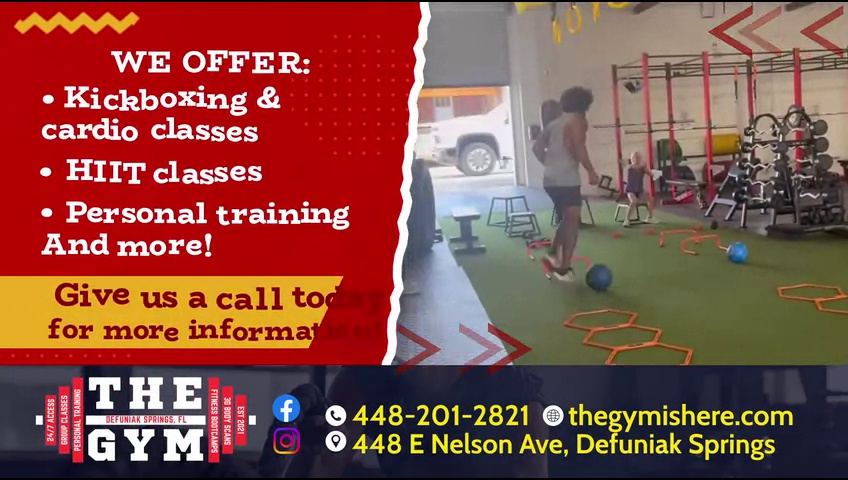 WE OFFER:
• Kickboxing &
cardio classes
• HIIT classes
• Personal training
And more!
Give us a call today
for more information!
24/7 ACCESS
GROUP CLASSES
PERSONAL TRAINING
THE
DEFUNIAK SPRINGS, FL
GYM
FITNESS BOOTCAMPS
3D BODY SCANS
EST 2021
448-201-2821
thegymishere.com
448 E Nelson Ave, Defuniak Springs